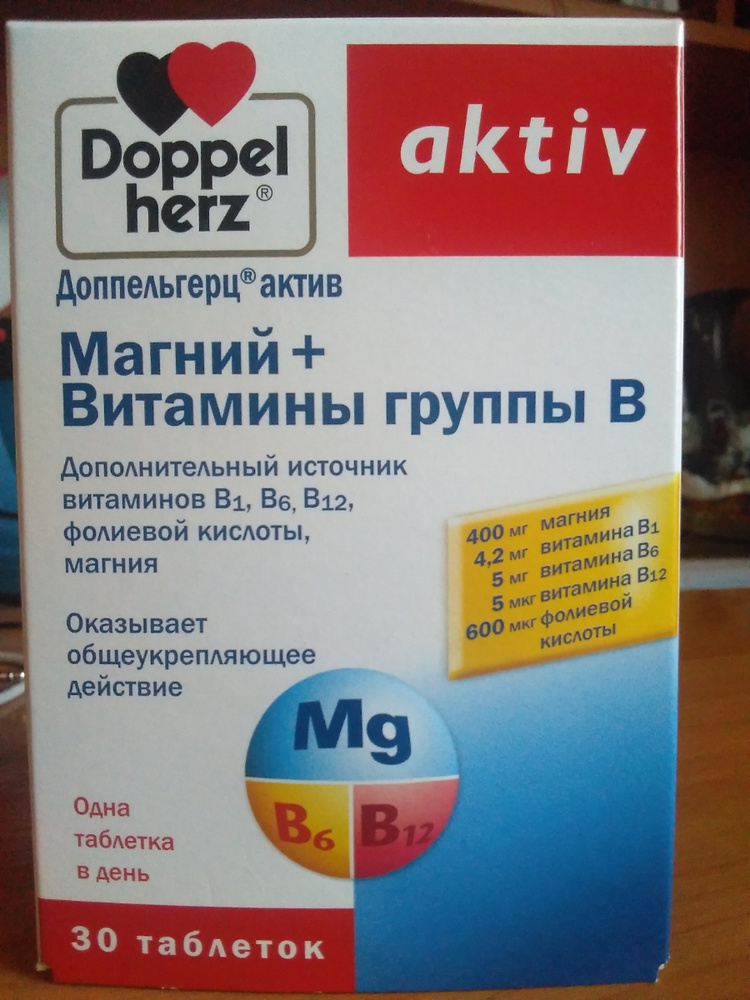 Doppel
herz®
aktiv
Доппельгерц® актив
Магний +
Витамины группы В
Дополнительный источник
витаминов В1, В6, В12,
фолиевой кислоты,
магния
400 мг магния
4,2 мг витамина В1
5 мг витамина В6
5 мкг витамина В12
600 мкг фолиевой
кислоты
Оказывает
общеукрепляющее
действие
Mg
B6 B12
Одна
таблетка
в день
30 таблеток